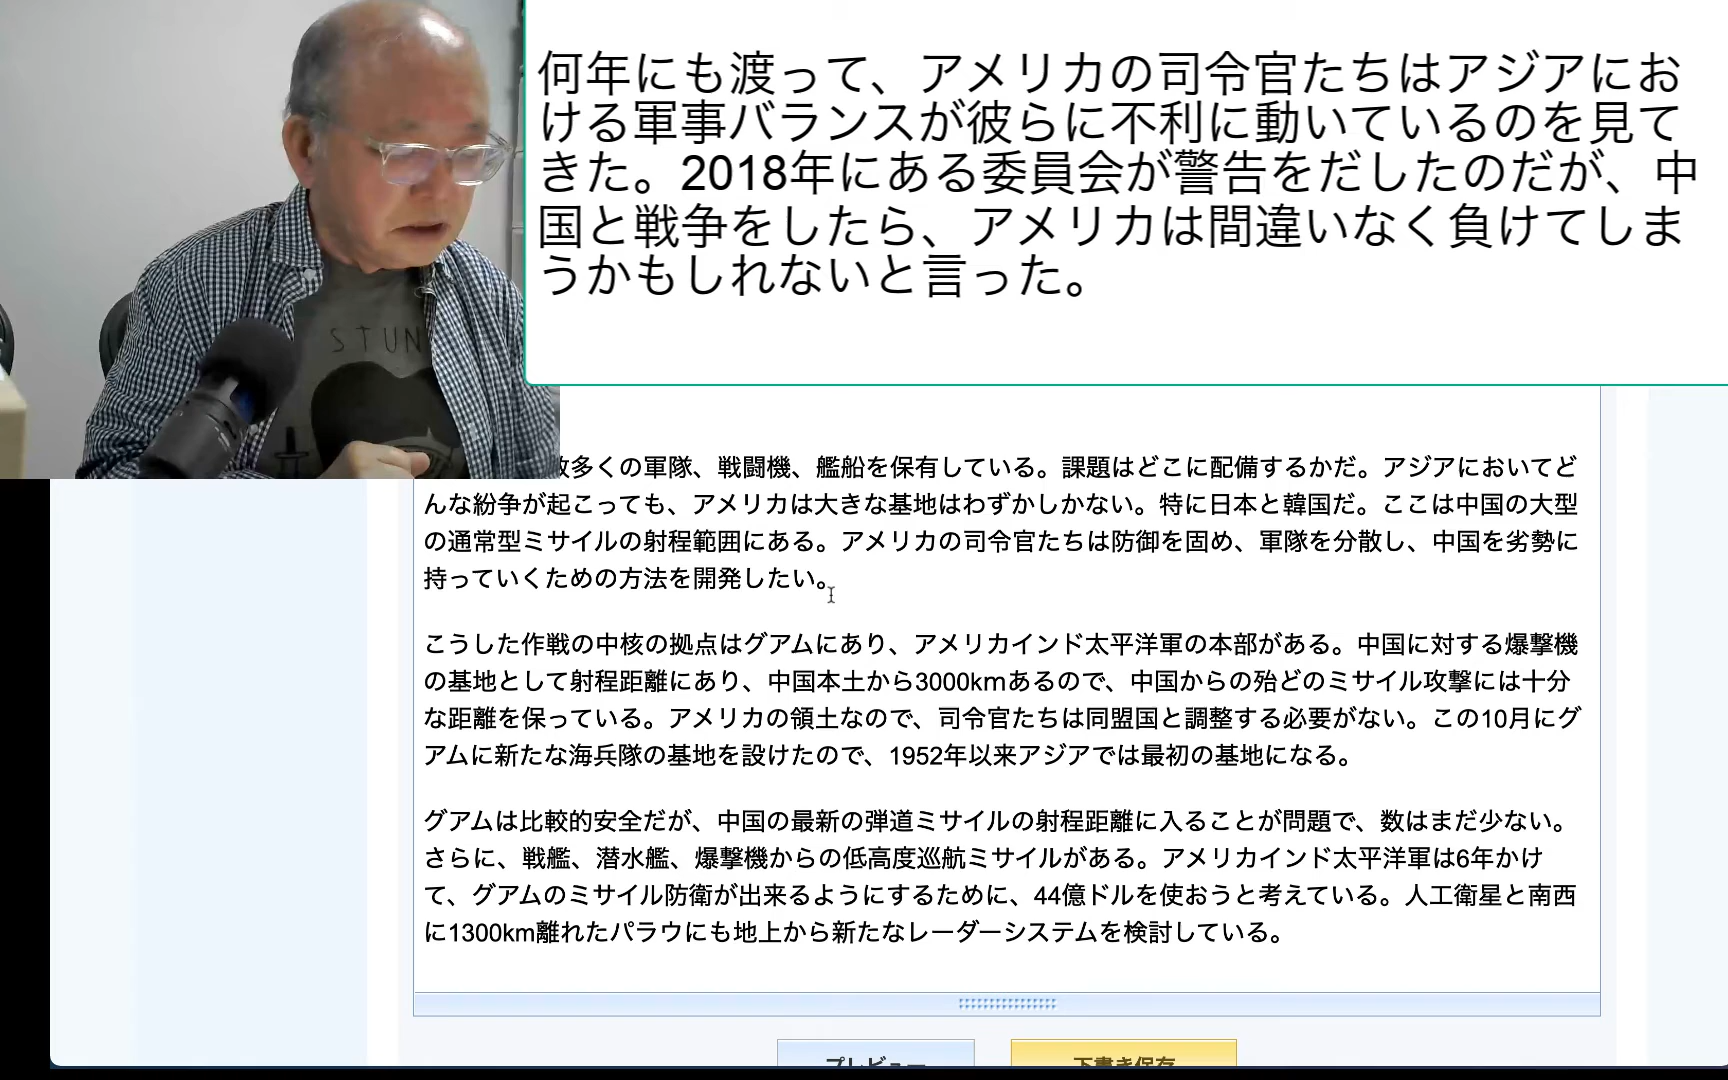 何年にも渡って、アメリカの司令官たちはアジアにお
ける軍事バランスが彼らに不利に動いているのを見て
きた。2018年にある委員会が警告をだしたのだが、中
国と戦争をしたら、アメリカは間違いなく負けてしま
うかもしれないと言った。
STUN
数多くの軍隊、戦闘機、艦船を保有している。課題はどこに配備するかだ。アジアにおいてど
んな紛争が起こっても、アメリカは大きな基地はわずかしかない。特に日本と韓国だ。ここは中国の大型
の通常型ミサイルの射程範囲にある。アメリカの司令官たちは防御を固め、軍隊を分散し、中国を劣勢に
持っていくための方法を開発したい。
こうした作戦の中核の拠点はグアムにあり、アメリカインド太平洋軍の本部がある。中国に対する爆撃機
の基地として射程距離にあり、中国本土から3000kmあるので、中国からの殆どのミサイル攻撃には十分
な距離を保っている。アメリカの領土なので、司令官たちは同盟国と調整する必要がない。この10月にグ
アムに新たな海兵隊の基地を設けたので、1952年以来アジアでは最初の基地になる。
グアムは比較的安全だが、中国の最新の弾道ミサイルの射程距離に入ることが問題で、数はまだ少ない。
さらに、戦艦、潜水艦、爆撃機からの低高度巡航ミサイルがある。アメリカインド太平洋軍は6年かけ
て、グアムのミサイル防衛が出来るようにするために、44億ドルを使おうと考えている。人工衛星と南西
に1300km離れたパラウにも地上から新たなレーダーシステムを検討している。
プレビュー
下書き保存